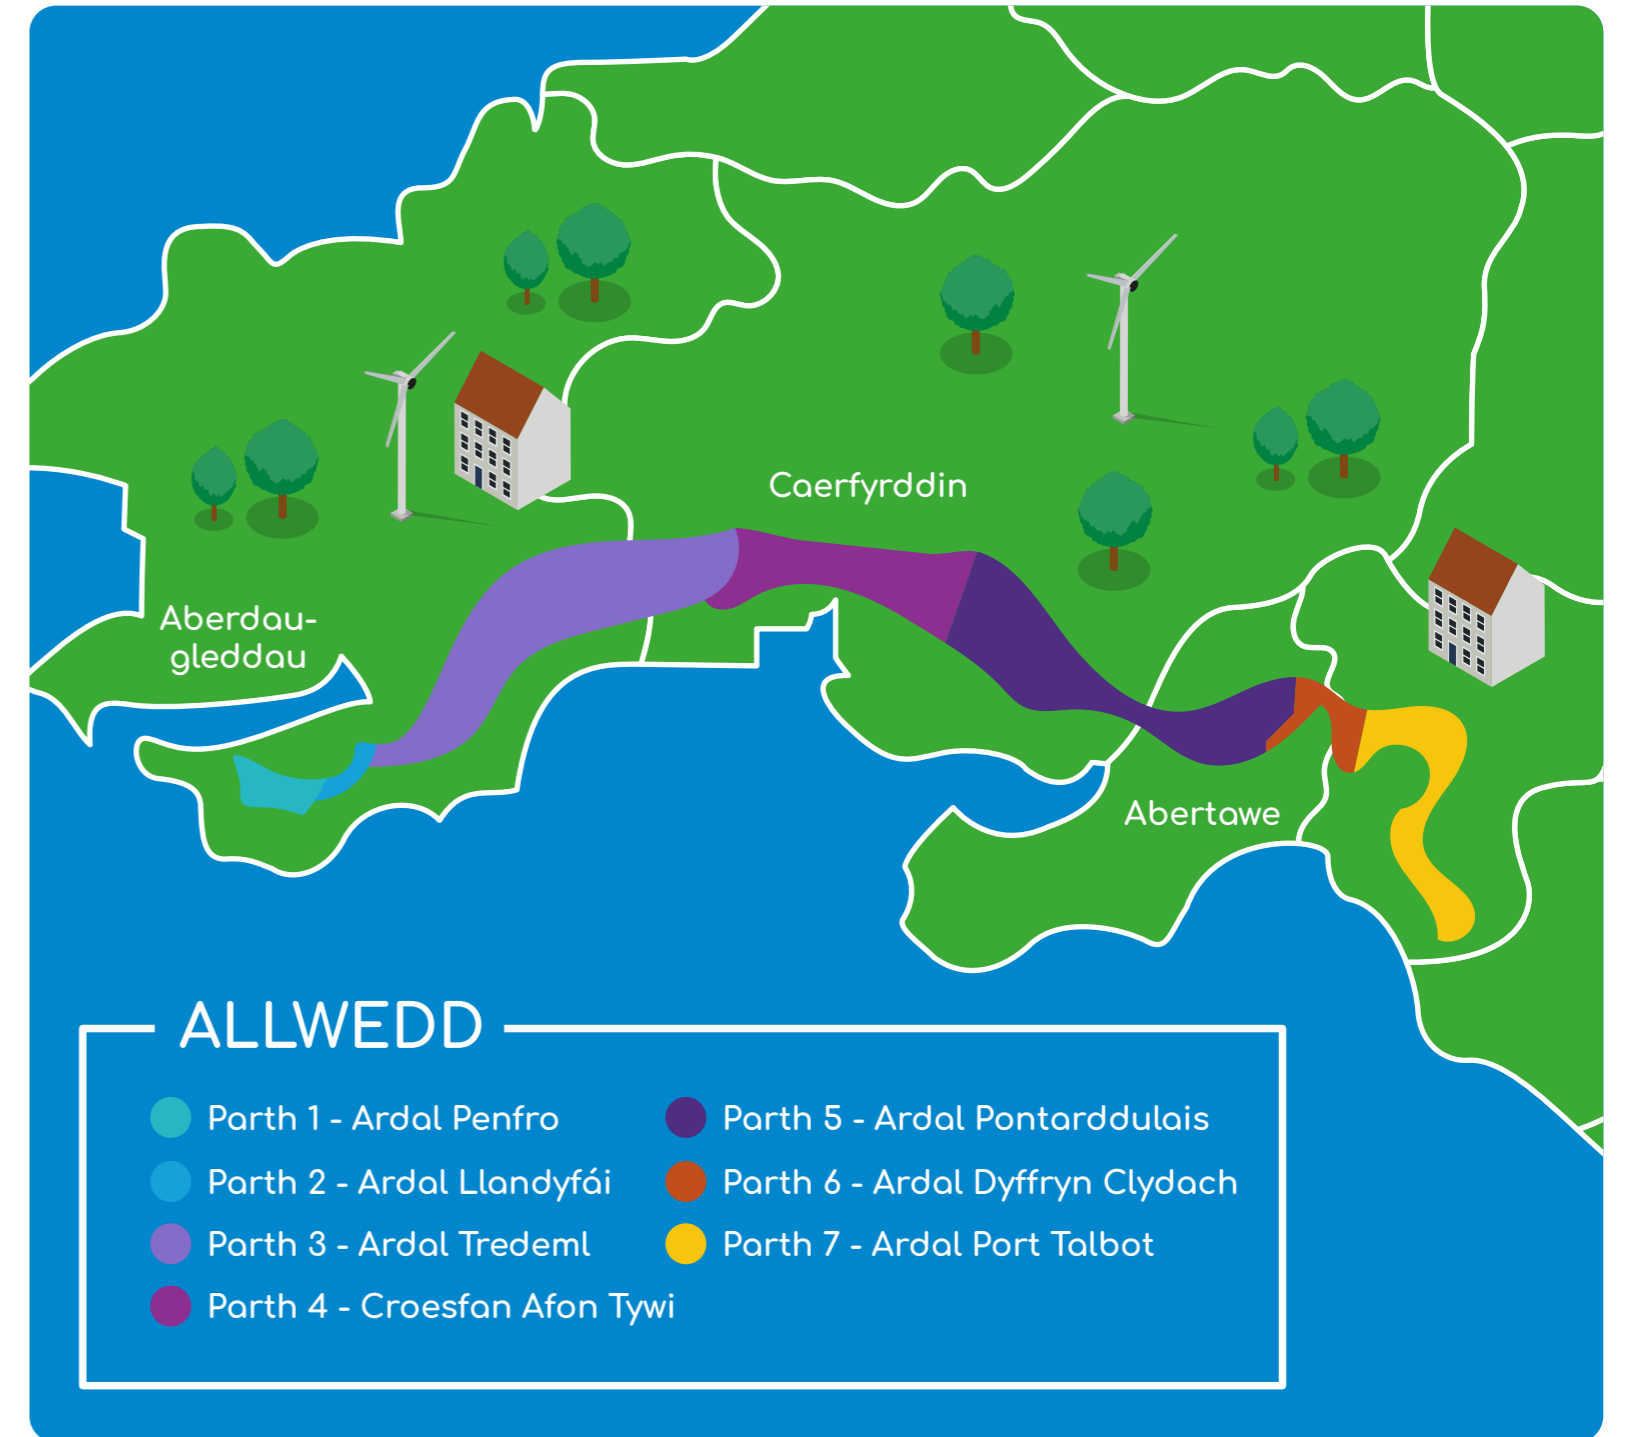 Caerfyrddin
Aberdau-
gleddau
Abertawe
ALLWEDD
Parth 1 - Ardal Penfro
Parth 2 - Ardal Llandyfái
Parth 3 - Ardal Tredeml
Parth 4 - Croesfan Afon Tywi
Parth 5 - Ardal Pontarddulais
Parth 6 - Ardal Dyffryn Clydach
Parth 7 - Ardal Port Talbot